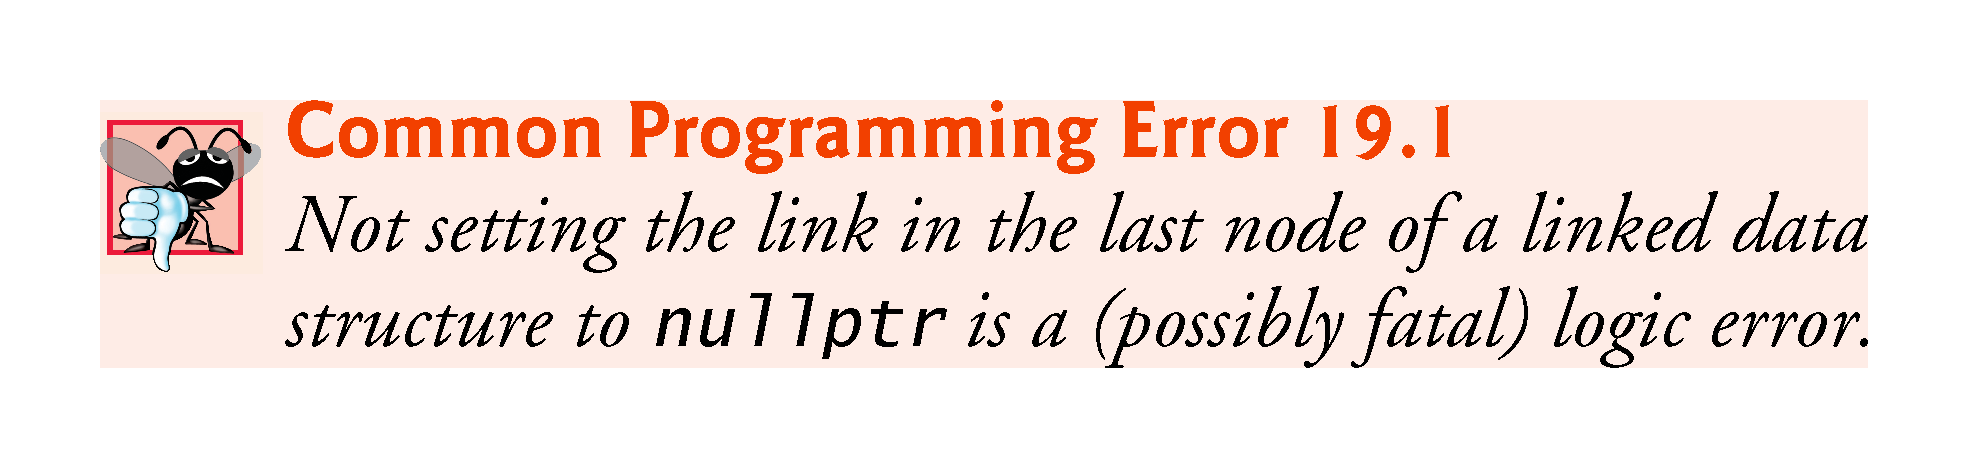 Common Programming Error 19.1
Not setting the link in the last node of a linked data
structure to nullptr is a (possibly fatal) logic error.